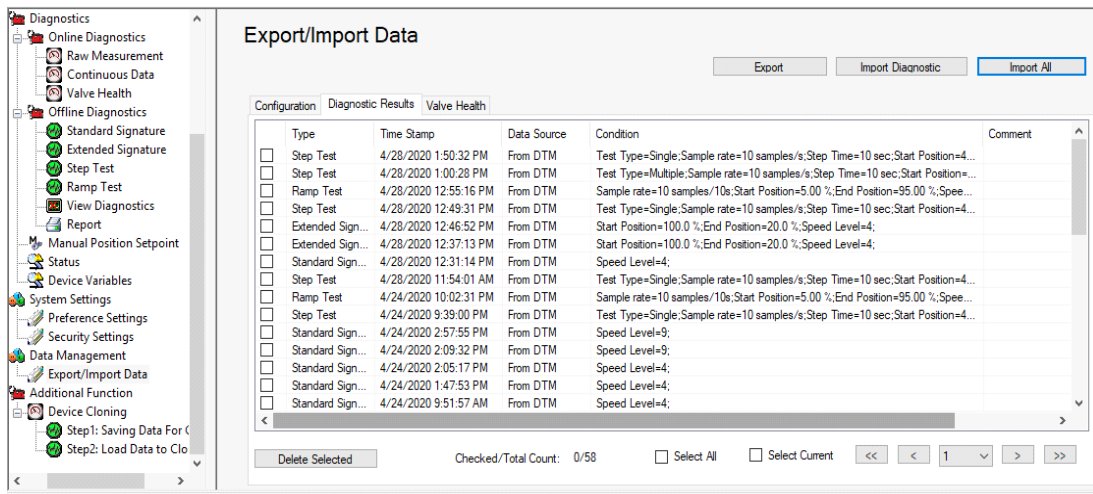 Diagnostics
Online Diagnostics
Raw Measurement
Continuous Data
Valve Health
Offline Diagnostics
Standard Signature
Extended Signature
Step Test
Ramp Test
View Diagnostics
Report
Manual Position Setpoint
Status
Device Variables
System Settings
Preference Settings
Security Settings
Data Management
Export/Import Data
Additional Function
Device Cloning
Step1: Saving Data For C
Step2: Load Data to Clo
Export/Import Data
Export Import Diagnostic Import All
Configuration Diagnostic Results Valve Health
Type Time Stamp Data Source Condition Comment
Step Test 4/28/2020 1:50:32 PM From DTM Test Type=Single;Sample rate=10 samples/s;Step Time=10 sec;Start Position=4...
Step Test 4/28/2020 1:00:28 PM From DTM Test Type=Multiple;Sample rate=10 samples/s;Step Time=10 sec;Start Position=...
Ramp Test 4/28/2020 12:55:16 PM From DTM Sample rate=10 samples/10s;Start Position=5.00 %;End Position=95.00 %;Spee...
Step Test 4/28/2020 12:49:31 PM From DTM Test Type=Single;Sample rate=10 samples/s;Step Time=10 sec;Start Position=4...
Extended Sign... 4/28/2020 12:46:52 PM From DTM Start Position=100.0 %;End Position=20.0 %;Speed Level=4;
Extended Sign... 4/28/2020 12:37:13 PM From DTM Start Position=100.0 %;End Position=20.0 %;Speed Level=4;
Standard Sign... 4/28/2020 12:31:14 PM From DTM Speed Level=4;
Step Test 4/28/2020 11:54:01 AM From DTM Test Type=Single;Sample rate=10 samples/s;Step Time=10 sec;Start Position=4...
Ramp Test 4/24/2020 10:02:31 PM From DTM Sample rate=10 samples/10s;Start Position=5.00 %;End Position=95.00 %;Spee...
Step Test 4/24/2020 9:39:00 PM From DTM Test Type=Single;Sample rate=10 samples/s;Step Time=10 sec;Start Position=4...
Standard Sign... 4/24/2020 2:57:55 PM From DTM Speed Level=9;
Standard Sign... 4/24/2020 2:09:32 PM From DTM Speed Level=9;
Standard Sign... 4/24/2020 2:05:17 PM From DTM Speed Level=4;
Standard Sign... 4/24/2020 1:47:53 PM From DTM Speed Level=4;
Standard Sign... 4/24/2020 9:51:57 AM From DTM Speed Level=4;
Delete Selected Checked/Total Count: 0/58 Select All Select Current << < 1 > >>